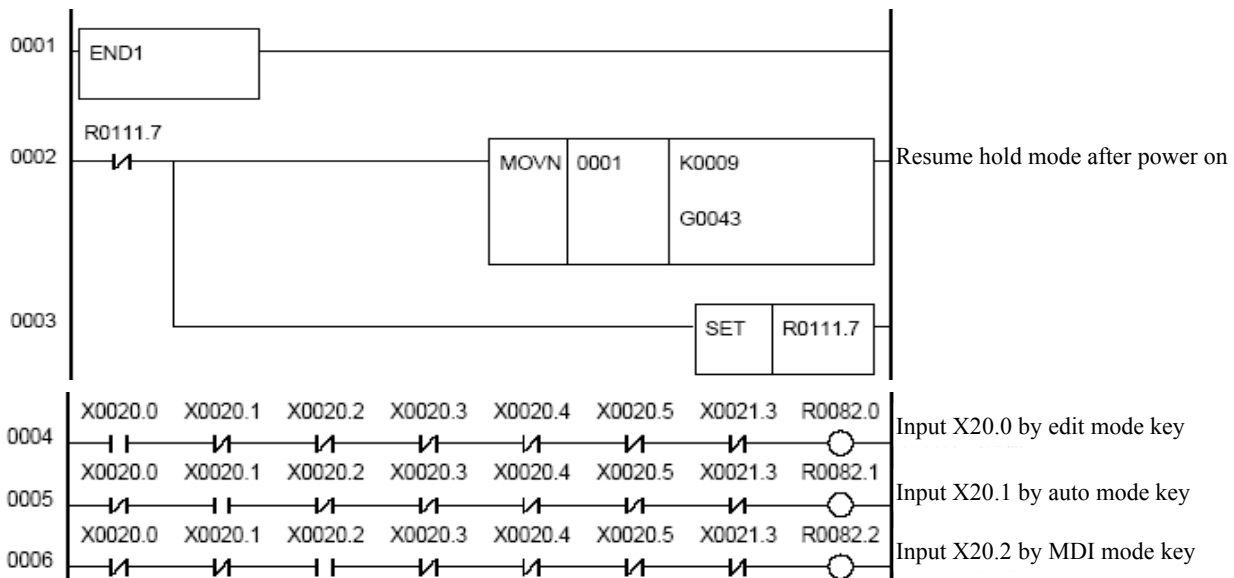 0001 END1
R0111.7
0002 MOVN 0001 K0009 Resume hold mode after power on
G0043
0003 SET R0111.7
X0020.0 X0020.1 X0020.2 X0020.3 X0020.4 X0020.5 X0021.3 R0082.0
0004 Input X20.0 by edit mode key
X0020.0 X0020.1 X0020.2 X0020.3 X0020.4 X0020.5 X0021.3 R0082.1
0005 Input X20.1 by auto mode key
X0020.0 X0020.1 X0020.2 X0020.3 X0020.4 X0020.5 X0021.3 R0082.2
0006 Input X20.2 by MDI mode key